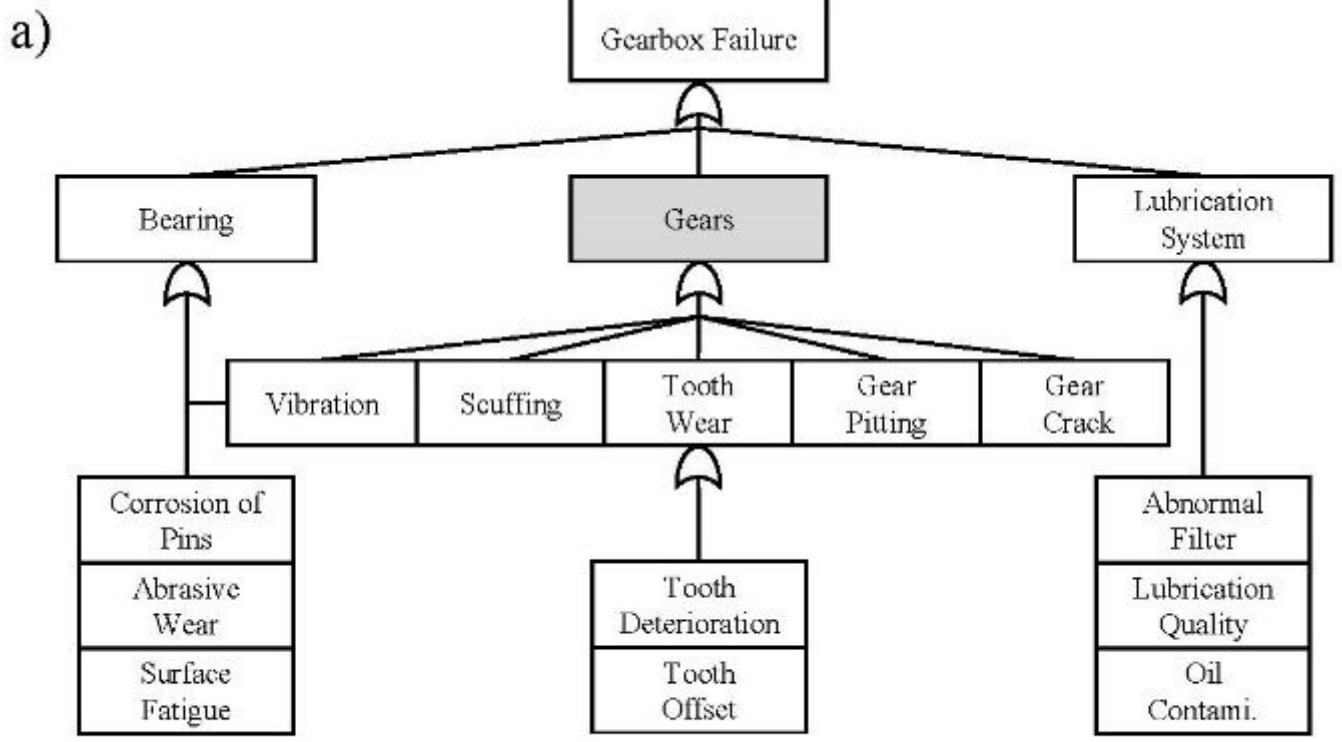 a)
Gearbox Failure
Bearing
Gears
Lubrication
System
Vibration
Scuffing
Tooth
Wear
Gear
Pitting
Gear
Crack
Corrosion of
Pins
Abrasive
Wear
Surface
Fatigue
Tooth
Deterioration
Tooth
Offset
Abnormal
Filter
Lubrication
Quality
Oil
Contami.